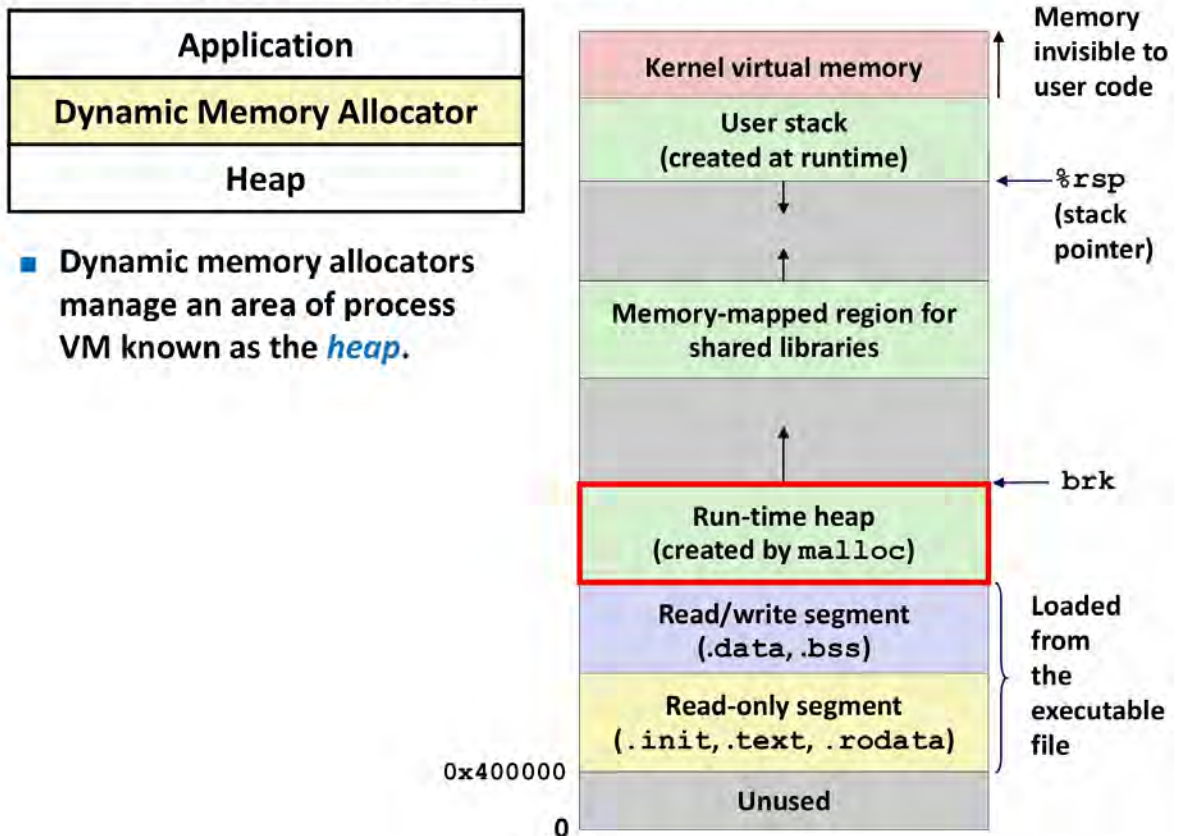 Application
Dynamic Memory Allocator
Heap
■ Dynamic memory allocators
manage an area of process
VM known as the heap.
Memory
invisible to
user code
Kernel virtual memory
User stack
(created at runtime)
%rsp
(stack
pointer)
Memory-mapped region for
shared libraries
brk
Run-time heap
(created by malloc)
Read/write segment
(.data, .bss)
Read-only segment
(.init, .text, .rodata)
Loaded
from
the
executable
file
0x400000
Unused
0